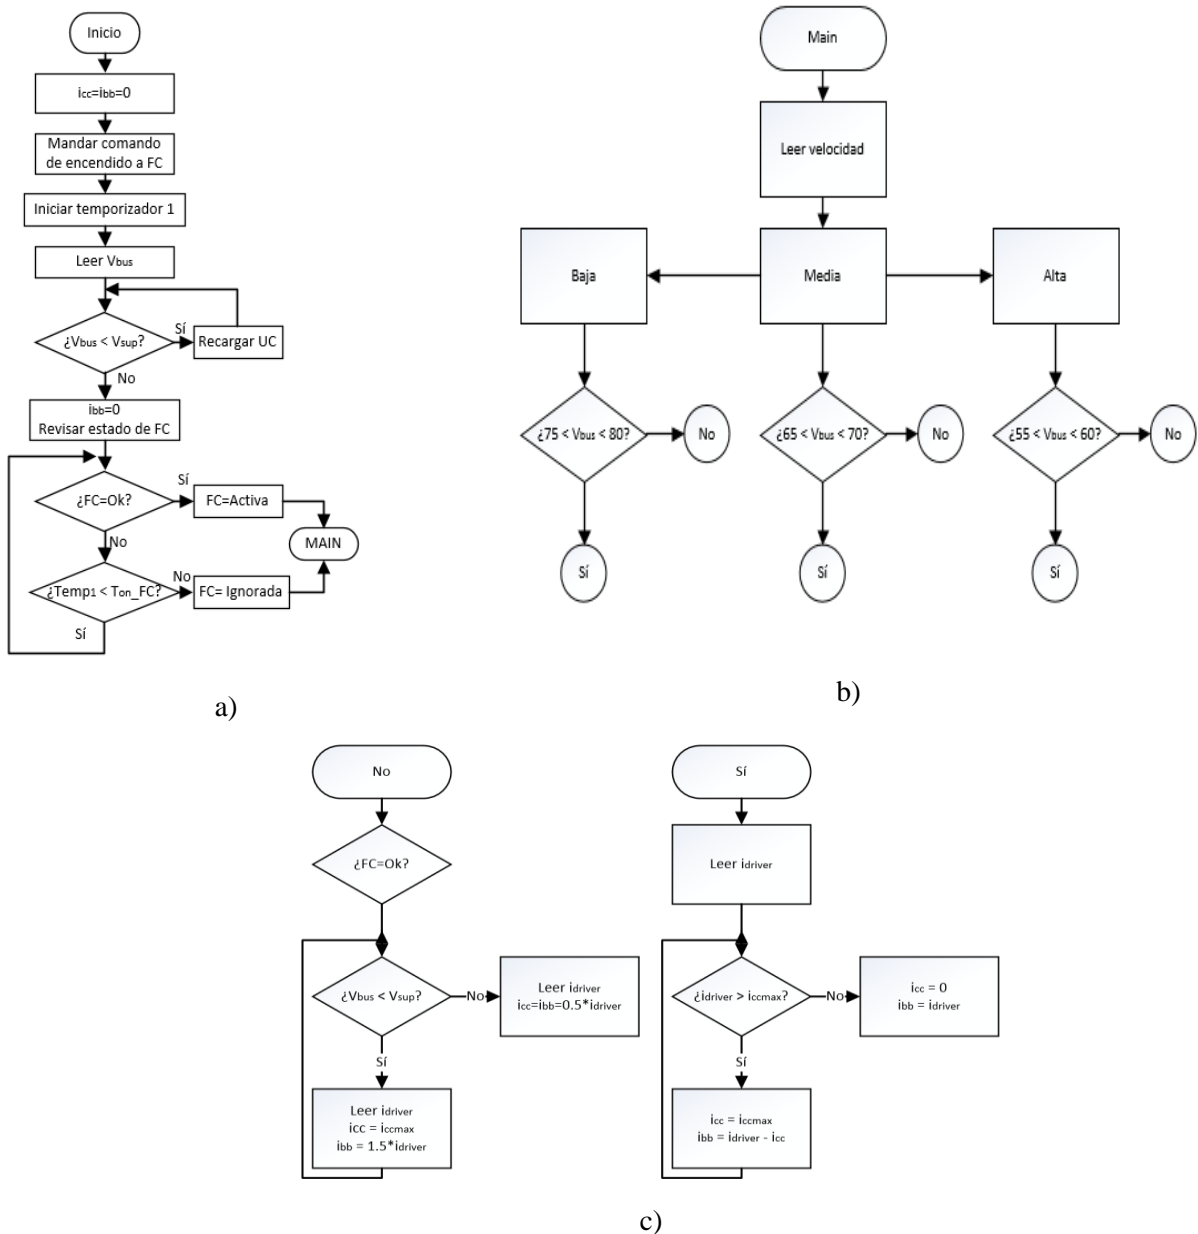 Inicio
icc=ibb=0
Mandar comando
de encendido a FC
Iniciar temporizador 1
Leer Vbus
¿Vbus < Vsup?
Sí
Recargar UC
No
ibb=0
Revisar estado de FC
¿FC=Ok?
Sí
FC=Activa
MAIN
No
¿Temp1 < Ton_FC?
No
FC= Ignorada
Sí
a)
Main
Leer velocidad
Baja
Media
Alta
¿75 < Vbus < 80?
No
¿65 < Vbus < 70?
No
¿55 < Vbus < 60?
No
Sí
Sí
Sí
b)
No
¿FC=Ok?
¿Vbus < Vsup?
No
Leer idriver
icc=ibb=0.5*idriver
Sí
Leer idriver
icc = iccmax
ibb = 1.5*idriver
Sí
Leer idriver
¿idriver > iccmax?
No
icc = 0
ibb = idriver
Sí
icc = iccmax
ibb = idriver - icc
c)